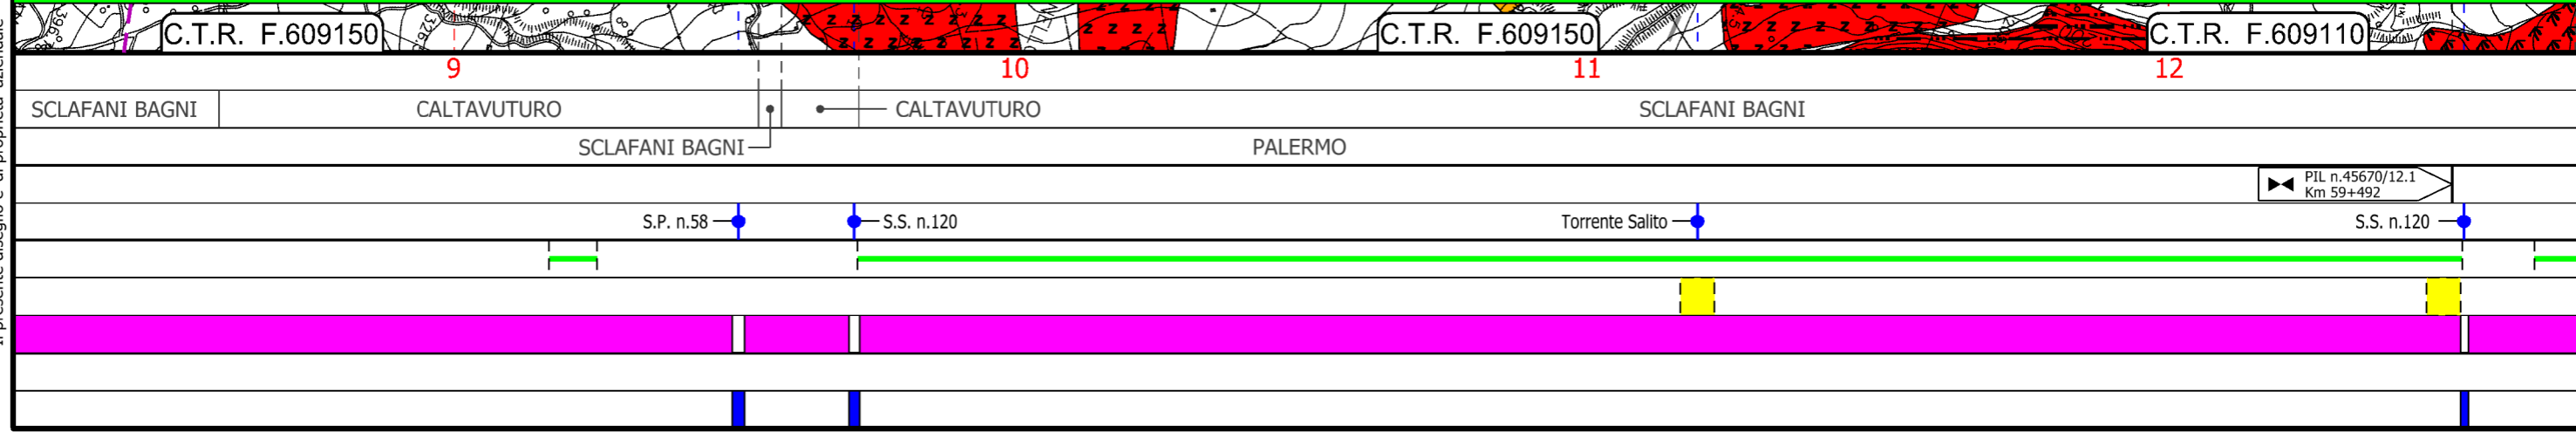 C.T.R. F.609150
C.T.R. F.609150
C.T.R. F.609110
9
10
11
12
SCLAFANI BAGNI
CALTAVUTURO
CALTAVUTURO
SCLAFANI BAGNI
SCLAFANI BAGNI
PALERMO
PIL n.45670/12.1
Km 59+492
S.P. n.58
S.S. n.120
Torrente Salito
S.S. n.120